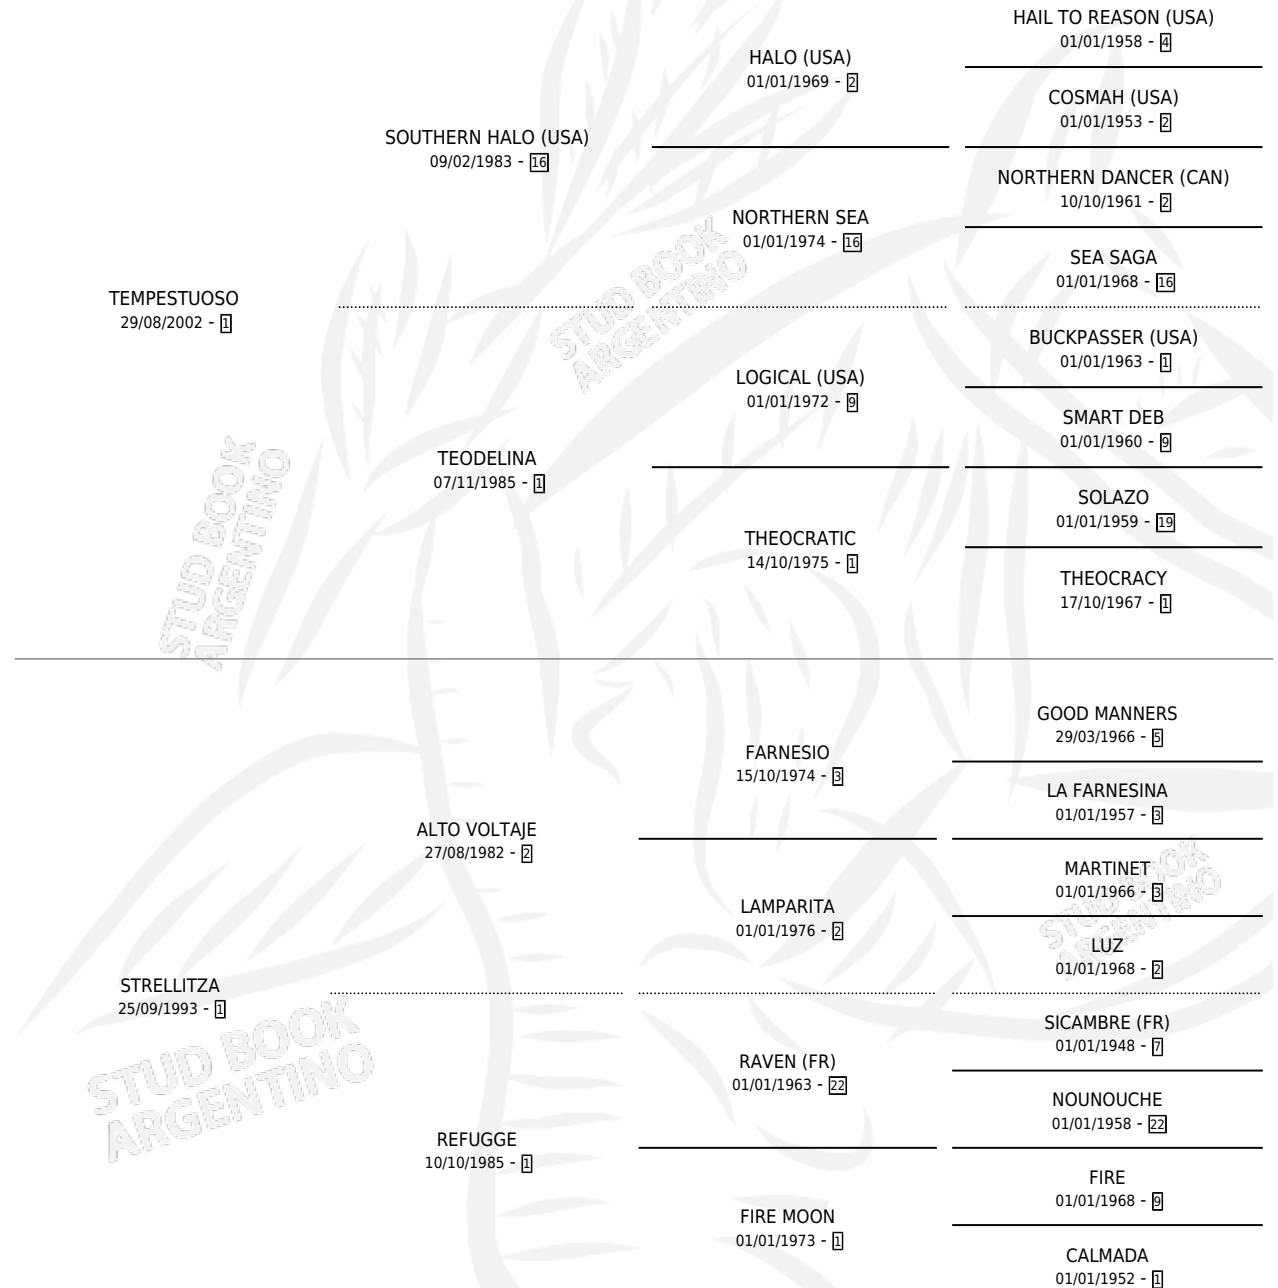 HAIL TO REASON (USA)
01/01/1958 - 4
HALO (USA)
01/01/1969 - 2
COSMAH (USA)
01/01/1953 - 2
SOUTHERN HALO (USA)
09/02/1983 - 16
NORTHERN DANCER (CAN)
10/10/1961 - 2
NORTHERN SEA
01/01/1974 - 16
SEA SAGA
01/01/1968 - 16
TEMPESTUOSO
29/08/2002 - 1
STUD BOOK
ARGENTINO
BUCKPASSER (USA)
01/01/1963 - 1
LOGICAL (USA)
01/01/1972 - 9
SMART DEB
01/01/1960 - 9
TEODELINA
07/11/1985 - 1
SOLAZO
01/01/1959 - 19
THEOCRATIC
14/10/1975 - 1
THEOCRACY
17/10/1967 - 1
STUD BOOK
ARGENTINO
GOOD MANNERS
29/03/1966 - 5
FARNESIO
15/10/1974 - 3
LA FARNESINA
01/01/1957 - 3
ALTO VOLTAJE
27/08/1982 - 2
MARTINET
01/01/1966 - 3
LAMPARITA
01/01/1976 - 2
LUZ
01/01/1968 - 2
STUD BOOK
ARGENTINO
STRELLITZA
25/09/1993 - 1
SICAMBRE (FR)
01/01/1948 - 7
RAVEN (FR)
01/01/1963 - 22
NOUNOUCHE
01/01/1958 - 22
STUD BOOK
ARGENTINO
REFUGGE
10/10/1985 - 1
FIRE
01/01/1968 - 9
FIRE MOON
01/01/1973 - 1
CALMADA
01/01/1952 - 1